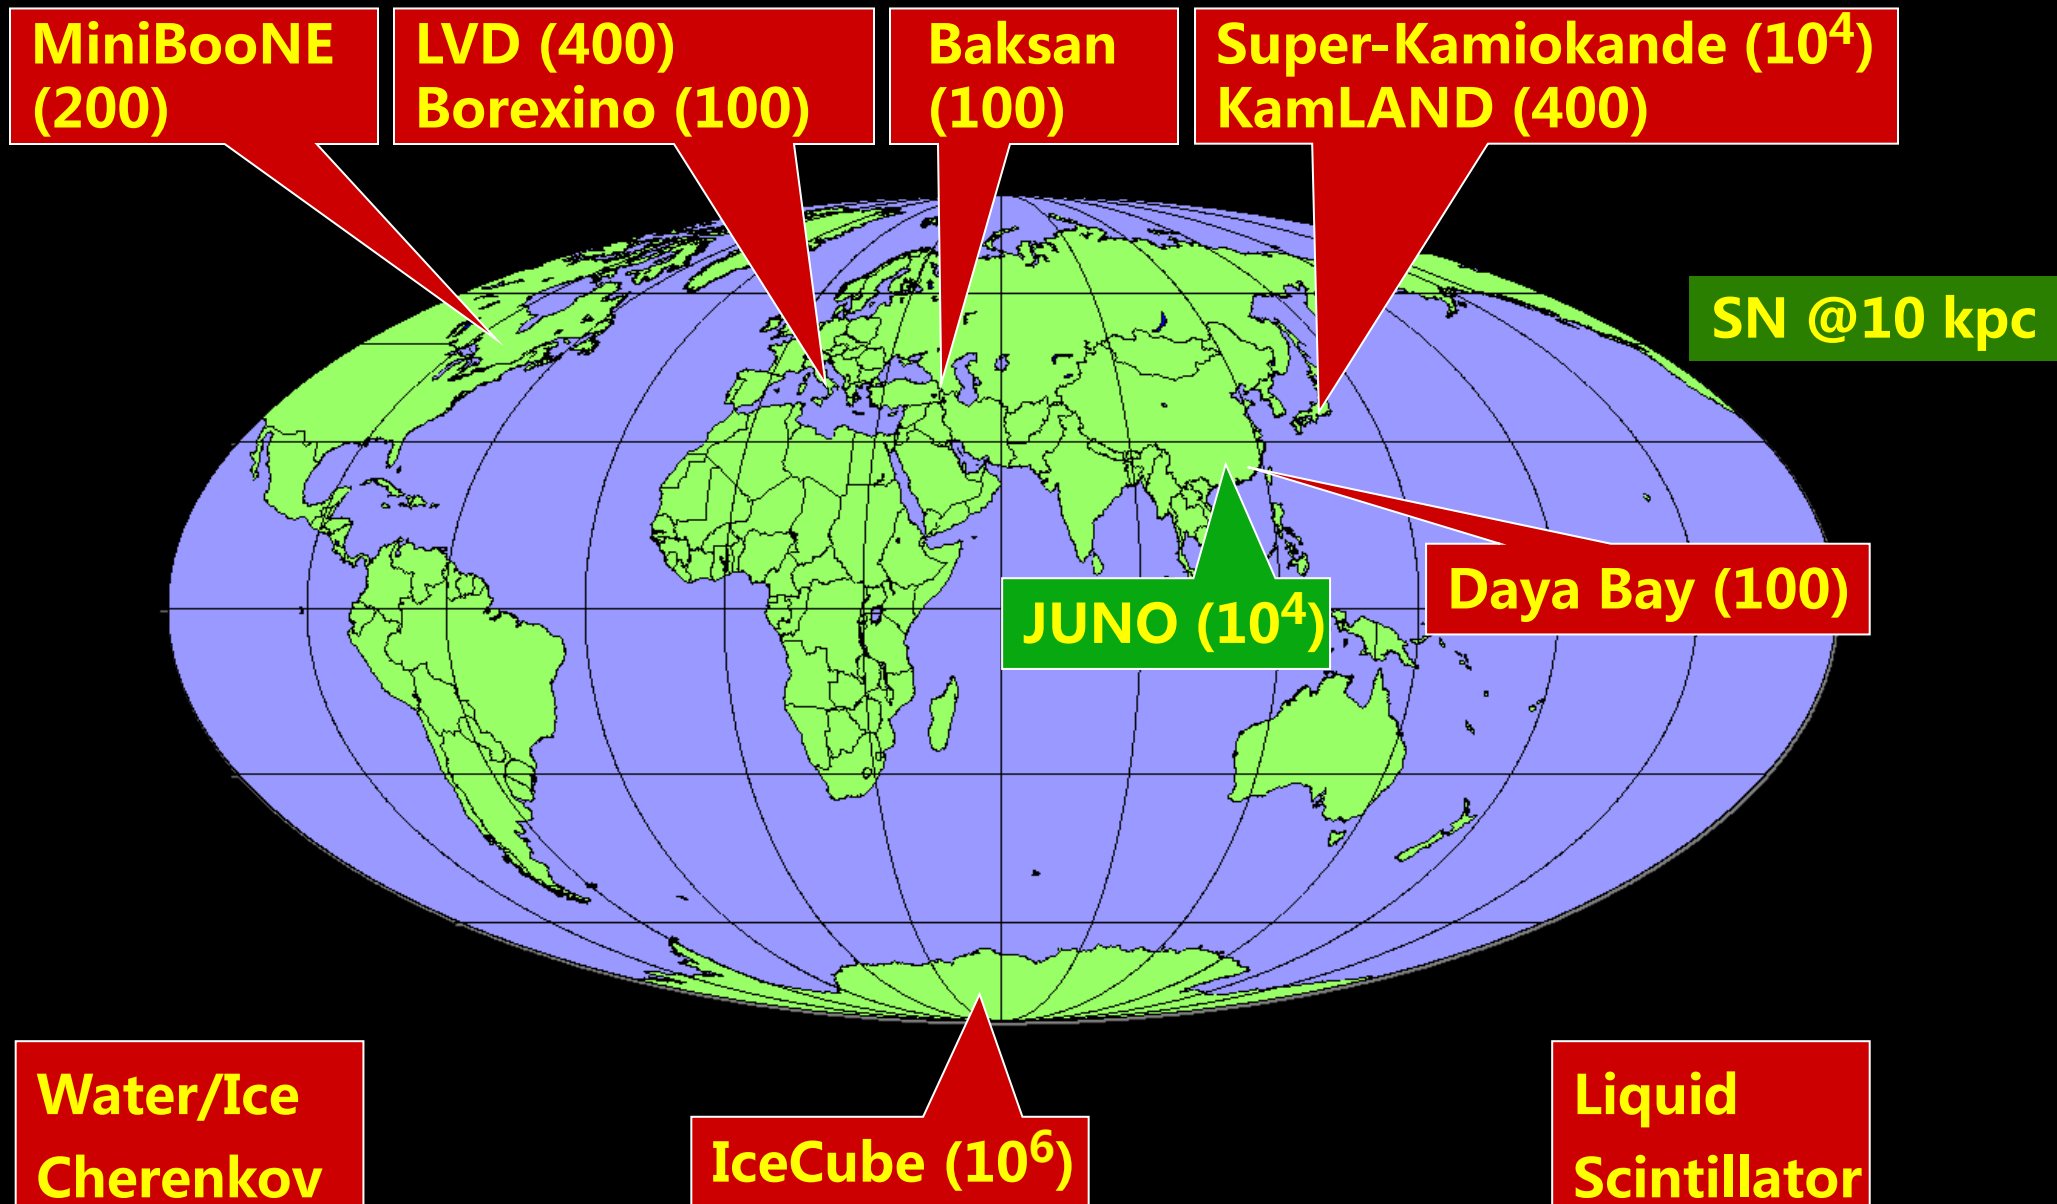 MiniBooNE
(200)
LVD (400)
Borexino (100)
Baksan
(100)
Super-Kamiokande (10⁴)
KamLAND (400)
SN @10 kpc
Daya Bay (100)
JUNO (10⁴)
Water/Ice
Cherenkov
IceCube (10⁶)
Liquid
Scintillator